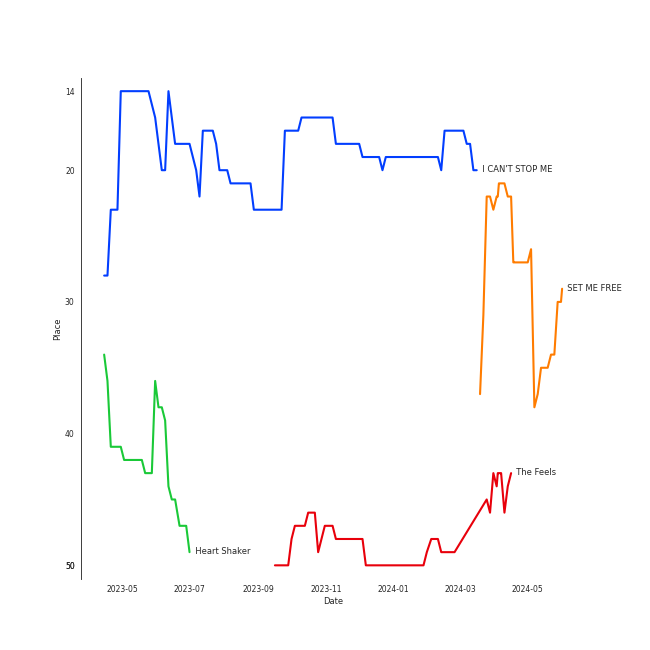 14
20
I CAN'T STOP ME
SET ME FREE
30
Place
40
The Feels
Heart Shaker
50
2023-05
2023-07
2023-09
2023-11
2024-01
2024-03
2024-05
Date